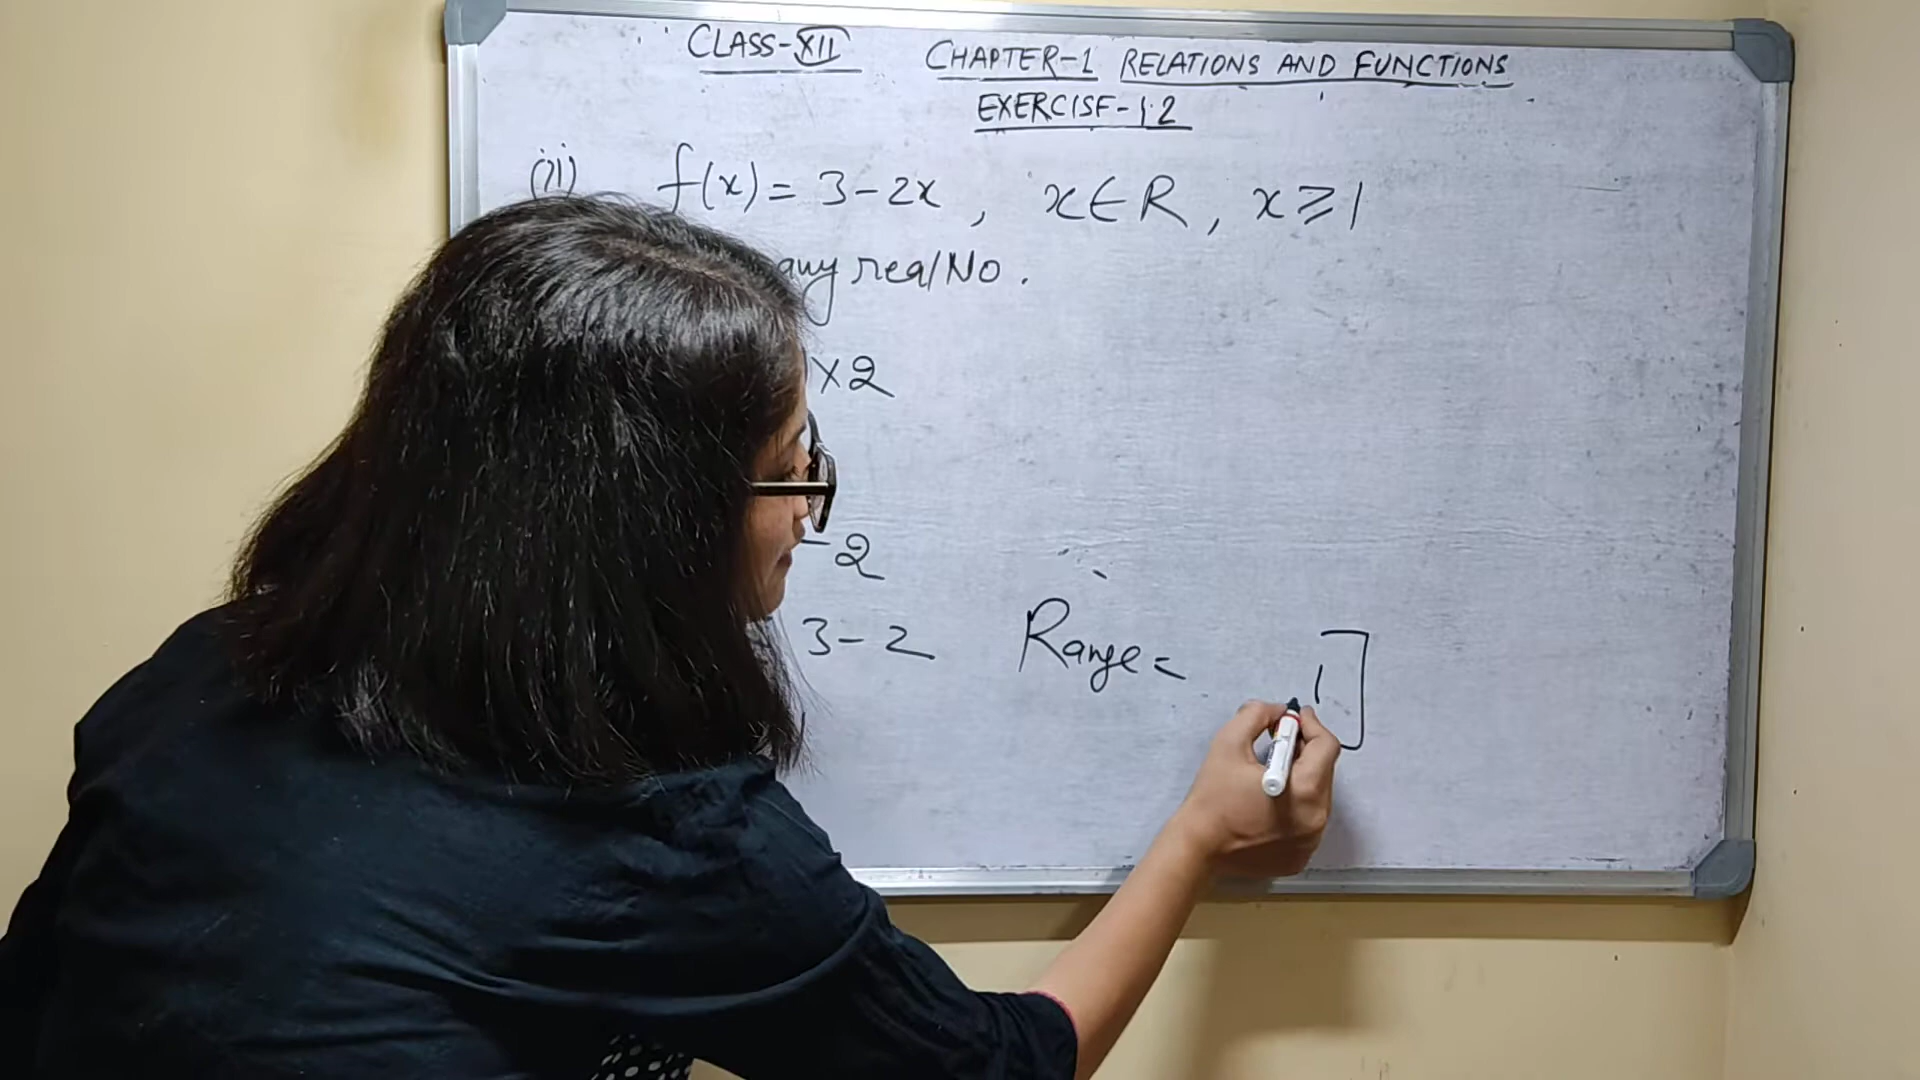 CLASS-XII CHAPTER-1 RELATIONS AND FUNCTIONS
EXERCISE-1.2
(ii) f(x) = 3-2x , x∈R, x⩾1
any real No.
×2
-2
3-2 Range= 1]